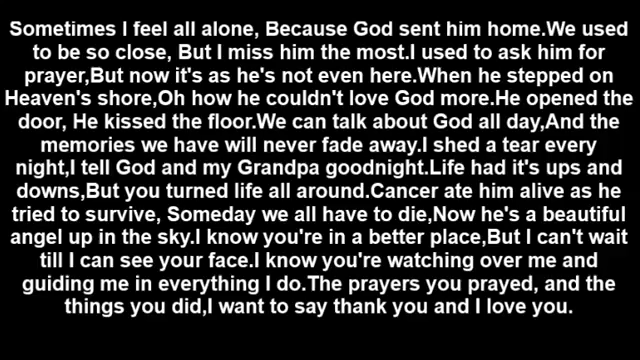 Sometimes I feel all alone, Because God sent him home.We used
to be so close, But I miss him the most.I used to ask him for
prayer,But now it's as he's not even here.When he stepped on
Heaven's shore,Oh how he couldn't love God more.He opened the
door, He kissed the floor.We can talk about God all day,And the
memories we have will never fade away.I shed a tear every
night,I tell God and my Grandpa goodnight.Life had it's ups and
downs,But you turned life all around.Cancer ate him alive as he
tried to survive, Someday we all have to die,Now he's a beautiful
angel up in the sky.I know you're in a better place,But I can't wait
till I can see your face.I know you're watching over me and
guiding me in everything I do.The prayers you prayed, and the
things you did,I want to say thank you and I love you.